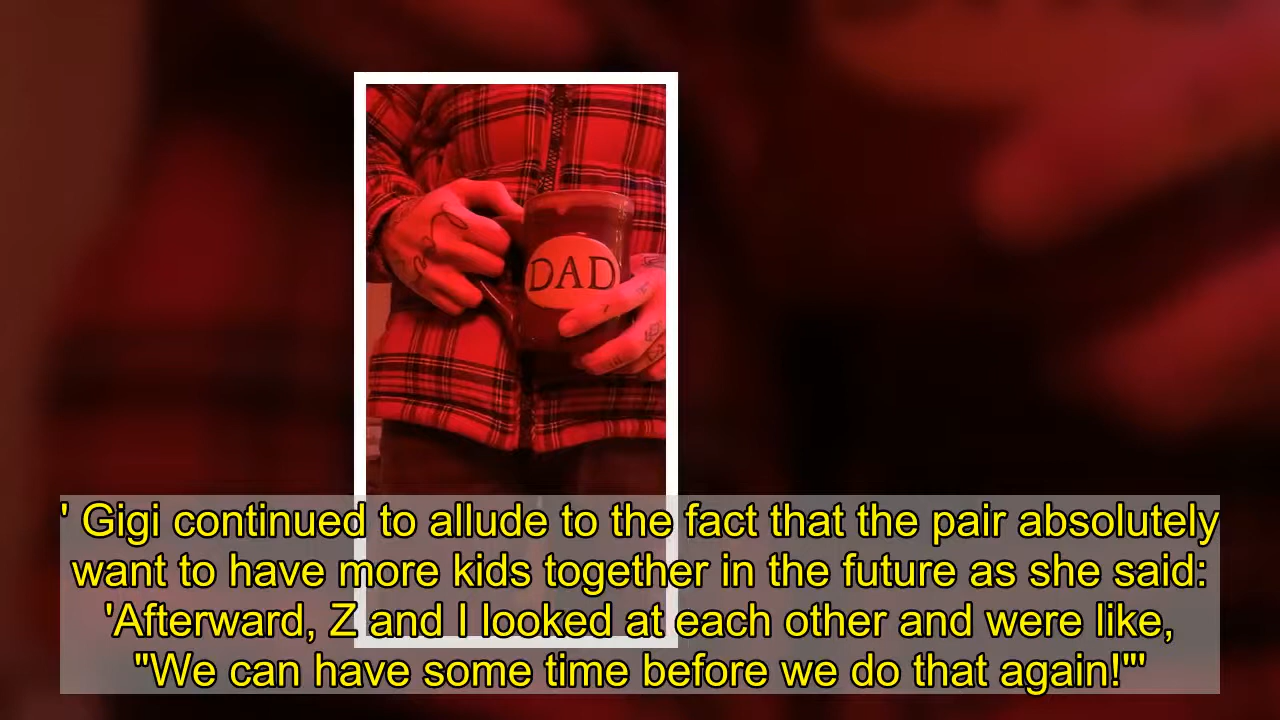 DAD
' Gigi continued to allude to the fact that the pair absolutely
want to have more kids together in the future as she said:
'Afterward, Z and I looked at each other and were like,
"We can have some time before we do that again!"'